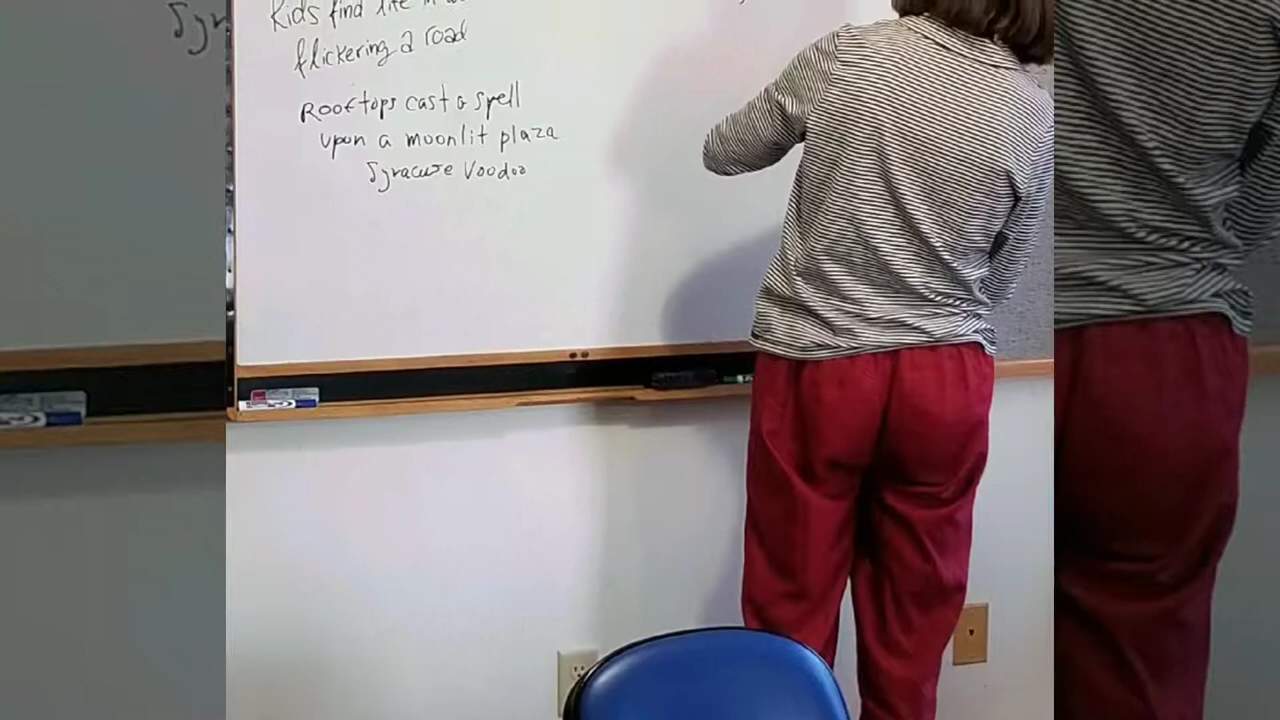 Kids find life in
flickering a road
Rooftops cast a spell
upon a moonlit plaza
Syracuse Voodoo